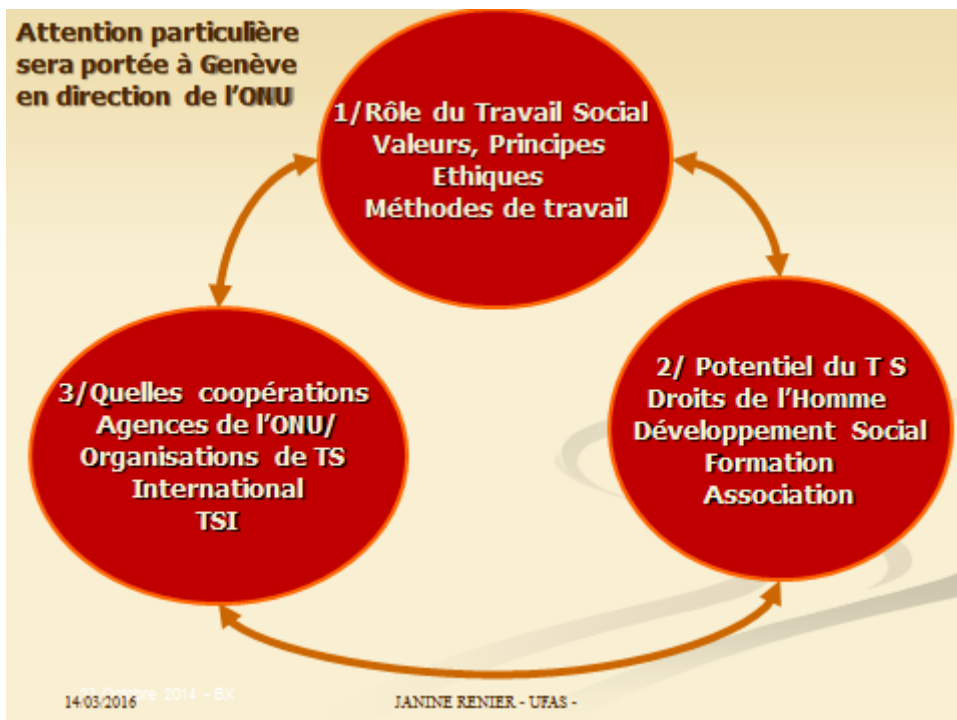 Attention particulière
sera portée à Genève
en direction de l’ONU
1/Rôle du Travail Social
Valeurs, Principes
Ethiques
Méthodes de travail
2/ Potentiel du T S
Droits de l’Homme
Développement Social
Formation
Association
3/Quelles coopérations
Agences de l’ONU/
Organisations de TS
International
TSI
14/03/2016
2014 - BX
JANINE RENIER - UFAS -